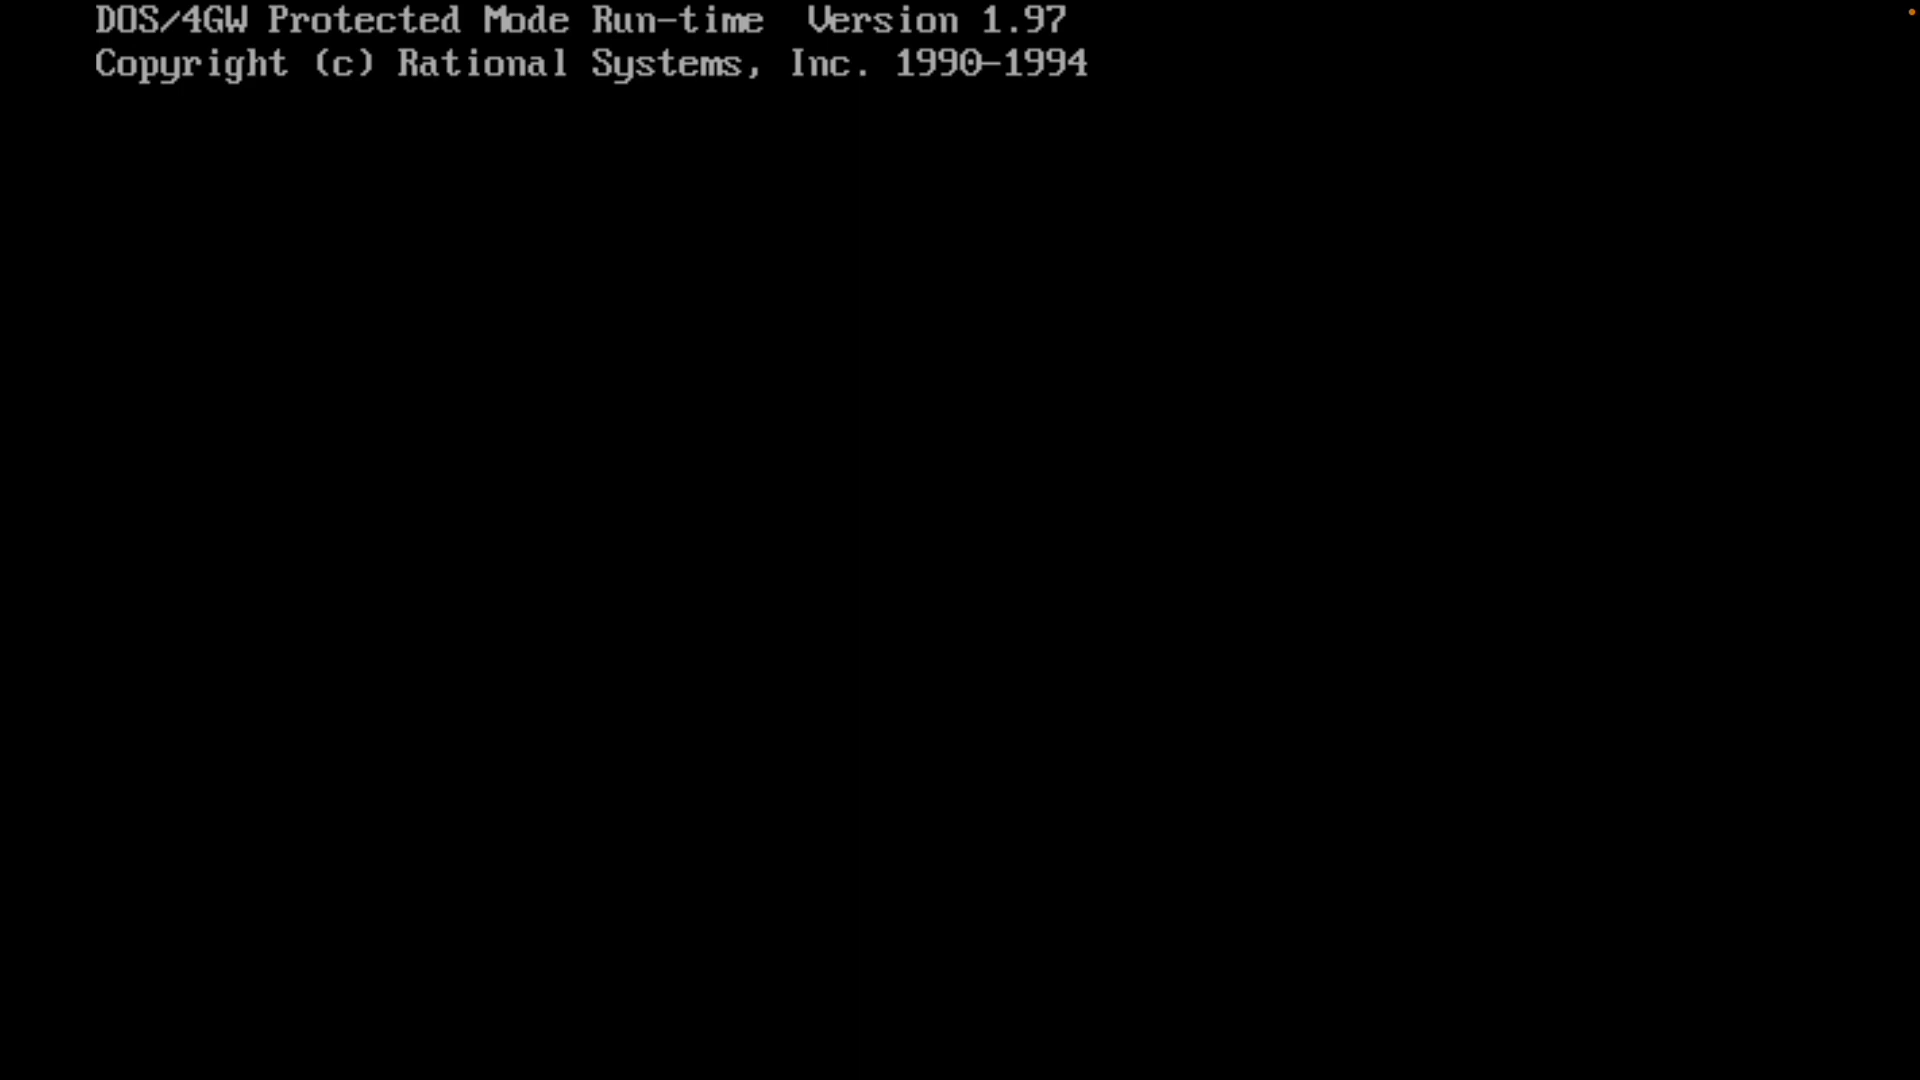 DOS/4GW Protected Mode Run-time  Version 1.97
Copyright (c) Rational Systems, Inc. 1990-1994